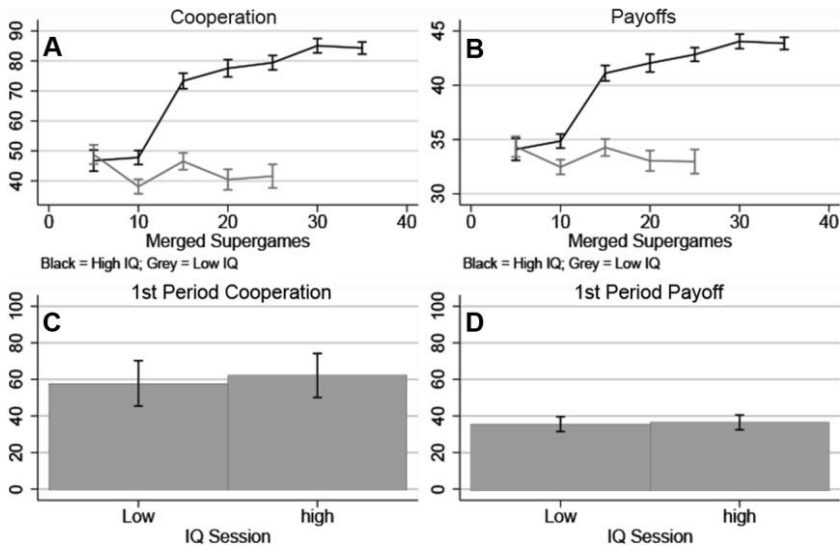 Cooperation
A
90
80
70
60
50
40
0 10 20 30 40
Merged Supergames
Black = High IQ; Grey = Low IQ
Payoffs
B
45
40
35
30
0 10 20 30 40
Merged Supergames
Black = High IQ; Grey = Low IQ
1st Period Cooperation
C
100
80
60
40
20
0
Low high
IQ Session
1st Period Payoff
D
100
80
60
40
20
0
Low high
IQ Session